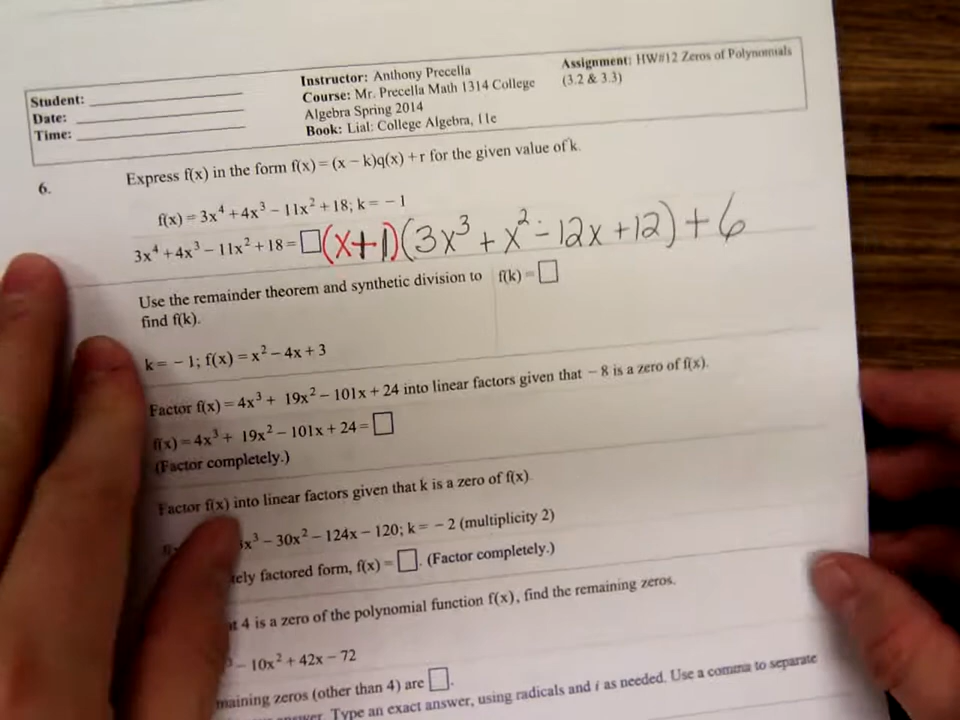 Student: ____________
Date: ____________
Time: ____________
Instructor: Anthony Precella
Course: Mr. Precella Math 1314 College
Algebra Spring 2014
Book: Lial: College Algebra, 11e
Assignment: HW#12 Zeros of Polynomials
(3.2 & 3.3)
6.
Express f(x) in the form f(x) = (x − k)q(x) + r for the given value of k.
f(x) = 3x⁴ + 4x³ − 11x² + 18; k = − 1
3x⁴ + 4x³ − 11x² + 18 = □ (x+1)(3x³ + x² − 12x + 12) + 6
Use the remainder theorem and synthetic division to
find f(k).
f(k) = □
k = − 1; f(x) = x² − 4x + 3
Factor f(x) = 4x³ + 19x² − 101x + 24 into linear factors given that − 8 is a zero of f(x).
f(x) = 4x³ + 19x² − 101x + 24 = □
(Factor completely.)
Factor f(x) into linear factors given that k is a zero of f(x).
x³ − 30x² − 124x − 120; k = − 2 (multiplicity 2)
tely factored form, f(x) = □. (Factor completely.)
at 4 is a zero of the polynomial function f(x), find the remaining zeros.
− 10x² + 42x − 72
maining zeros (other than 4) are □.
answer. Type an exact answer, using radicals and i as needed. Use a comma to separate